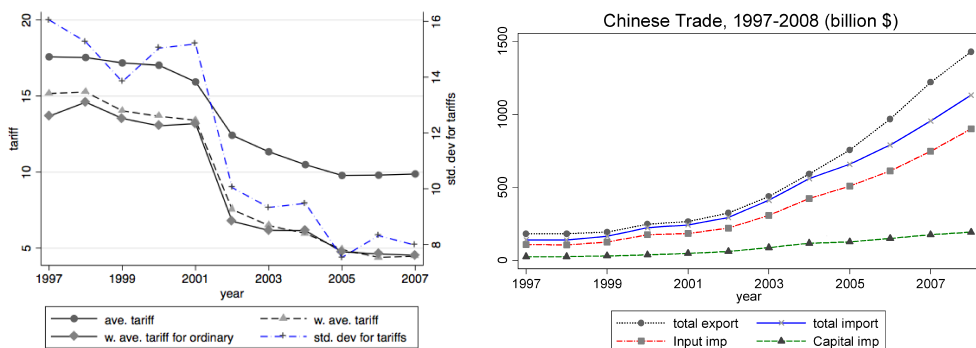 20
15
10
5
tariff
16
14
12
10
8
std. dev for tariffs
1997 1999 2001 2003 2005 2007
year
ave. tariff
w. ave. tariff
w. ave. tariff for ordinary
std. dev for tariffs
Chinese Trade, 1997-2008 (billion $)
1500
1000
500
0
1997 1999 2001 2003 2005 2007
year
total export
total import
Input imp
Capital imp